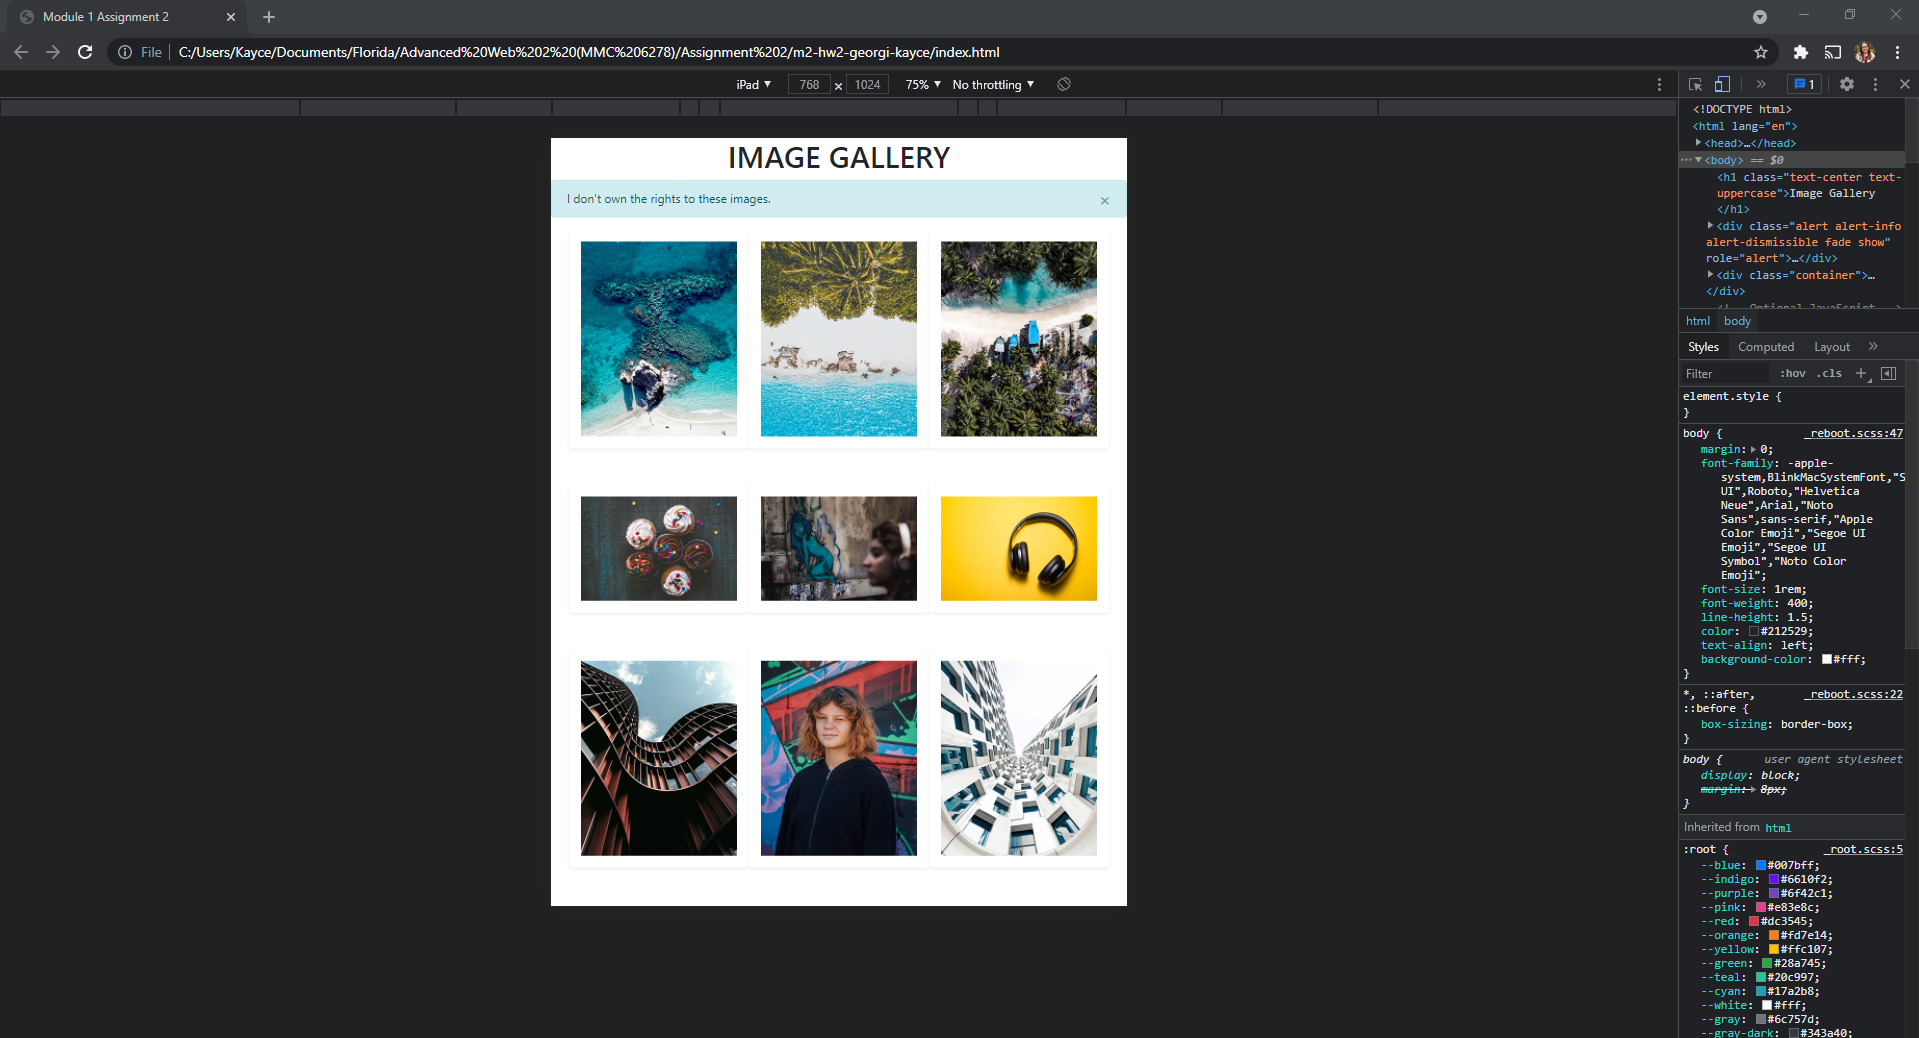 Module 1 Assignment 2
File
C:/Users/Kayce/Documents/Florida/Advanced%20Web%202%20(MMC%206278)/Assignment%202/m2-hw2-georgi-kayce/index.html
iPad ▼ 768 × 1024 75% ▼ No throttling ▼
1
IMAGE GALLERY
I don't own the rights to these images.
×
<!DOCTYPE html>
<html lang="en">
<head>…</head>
<body> == $0
<h1 class="text-center text-
uppercase">Image Gallery
</h1>
<div class="alert alert-info
alert-dismissible fade show"
role="alert">…</div>
<div class="container">…
</div>
<!-- Optional JavaScript -->
html body
Styles Computed Layout »
Filter :hov .cls +
element.style {
}
body { _reboot.scss:47
margin: 0;
font-family: -apple-
system,BlinkMacSystemFont,"S
UI",Roboto,"Helvetica
Neue",Arial,"Noto
Sans",sans-serif,"Apple
Color Emoji","Segoe UI
Emoji","Segoe UI
Symbol","Noto Color
Emoji";
font-size: 1rem;
font-weight: 400;
line-height: 1.5;
color: #212529;
text-align: left;
background-color: #fff;
}
*, ::after, _reboot.scss:22
::before {
box-sizing: border-box;
}
body { user agent stylesheet
display: block;
margin: 8px;
}
Inherited from html
:root { _root.scss:5
--blue: #007bff;
--indigo: #6610f2;
--purple: #6f42c1;
--pink: #e83e8c;
--red: #dc3545;
--orange: #fd7e14;
--yellow: #ffc107;
--green: #28a745;
--teal: #20c997;
--cyan: #17a2b8;
--white: #fff;
--gray: #6c757d;
--gray-dark: #343a40;